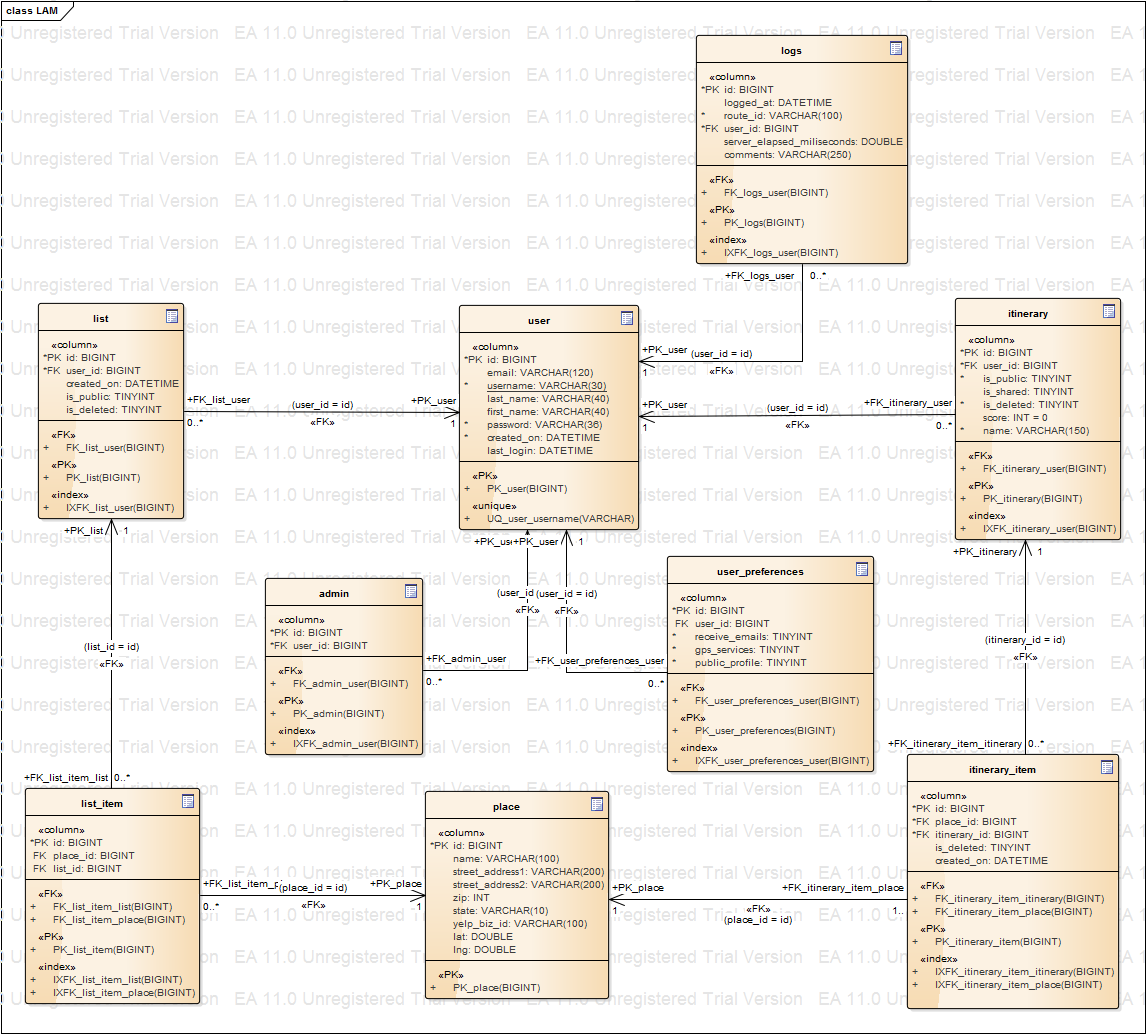 class LAM
EA 11.0 Unregistered Trial Version
logs
«column»
*PK id: BIGINT
logged_at: DATETIME
* route_id: VARCHAR(100)
*FK user_id: BIGINT
server_elapsed_miliseconds: DOUBLE
comments: VARCHAR(250)
«FK»
+ FK_logs_user(BIGINT)
«PK»
+ PK_logs(BIGINT)
«index»
+ IXFK_logs_user(BIGINT)
+FK_logs_user 0..*
+PK_user (user_id = id)
1 «FK»
list
«column»
*PK id: BIGINT
*FK user_id: BIGINT
created_on: DATETIME
is_public: TINYINT
is_deleted: TINYINT
«FK»
+ FK_list_user(BIGINT)
«PK»
+ PK_list(BIGINT)
«index»
+ IXFK_list_user(BIGINT)
+FK_list_user (user_id = id) +PK_user
0..* «FK» 1
user
«column»
*PK id: BIGINT
email: VARCHAR(120)
* username: VARCHAR(30)
last_name: VARCHAR(40)
first_name: VARCHAR(40)
* password: VARCHAR(36)
* created_on: DATETIME
last_login: DATETIME
«PK»
+ PK_user(BIGINT)
«unique»
+ UQ_user_username(VARCHAR)
+PK_user (user_id = id) +FK_itinerary_user
1 «FK» 0..*
itinerary
«column»
*PK id: BIGINT
*FK user_id: BIGINT
* is_public: TINYINT
is_shared: TINYINT
* is_deleted: TINYINT
score: INT = 0
* name: VARCHAR(150)
«FK»
+ FK_itinerary_user(BIGINT)
«PK»
+ PK_itinerary(BIGINT)
«index»
+ IXFK_itinerary_user(BIGINT)
+PK_list 1
(list_id = id)
«FK»
+FK_item_list_list 0..*
+PK_us +PK_user 1
(user_id (user_id = id)
«FK» «FK»
admin
«column»
*PK id: BIGINT
*FK user_id: BIGINT
«FK»
+ FK_admin_user(BIGINT)
«PK»
+ PK_admin(BIGINT)
«index»
+ IXFK_admin_user(BIGINT)
+FK_admin_user
0..*
user_preferences
«column»
*PK id: BIGINT
FK user_id: BIGINT
* receive_emails: TINYINT
* gps_services: TINYINT
* public_profile: TINYINT
«FK»
+ FK_user_preferences_user(BIGINT)
«PK»
+ PK_user_preferences(BIGINT)
«index»
+ IXFK_user_preferences_user(BIGINT)
+FK_user_preferences_user
0..*
+PK_itinerary 1
(itinerary_id = id)
«FK»
+FK_itinerary_item_itinerary 0..*
list_item
«column»
*PK id: BIGINT
FK place_id: BIGINT
FK list_id: BIGINT
«FK»
+ FK_list_item_list(BIGINT)
+ FK_list_item_place(BIGINT)
«PK»
+ PK_list_item(BIGINT)
«index»
+ IXFK_list_item_list(BIGINT)
+ IXFK_list_item_place(BIGINT)
+FK_list_item_p (place_id = id) +PK_place
0..* «FK» 1
place
«column»
*PK id: BIGINT
name: VARCHAR(100)
street_address1: VARCHAR(200)
street_address2: VARCHAR(200)
zip: INT
state: VARCHAR(10)
yelp_biz_id: VARCHAR(100)
lat: DOUBLE
lng: DOUBLE
«PK»
+ PK_place(BIGINT)
+PK_place +FK_itinerary_item_place
1 «FK» 1..
(place_id = id)
itinerary_item
«column»
*PK id: BIGINT
*FK place_id: BIGINT
*FK itinerary_id: BIGINT
is_deleted: TINYINT
created_on: DATETIME
«FK»
+ FK_itinerary_item_itinerary(BIGINT)
+ FK_itinerary_item_place(BIGINT)
«PK»
+ PK_itinerary_item(BIGINT)
«index»
+ IXFK_itinerary_item_itinerary(BIGINT)
+ IXFK_itinerary_item_place(BIGINT)